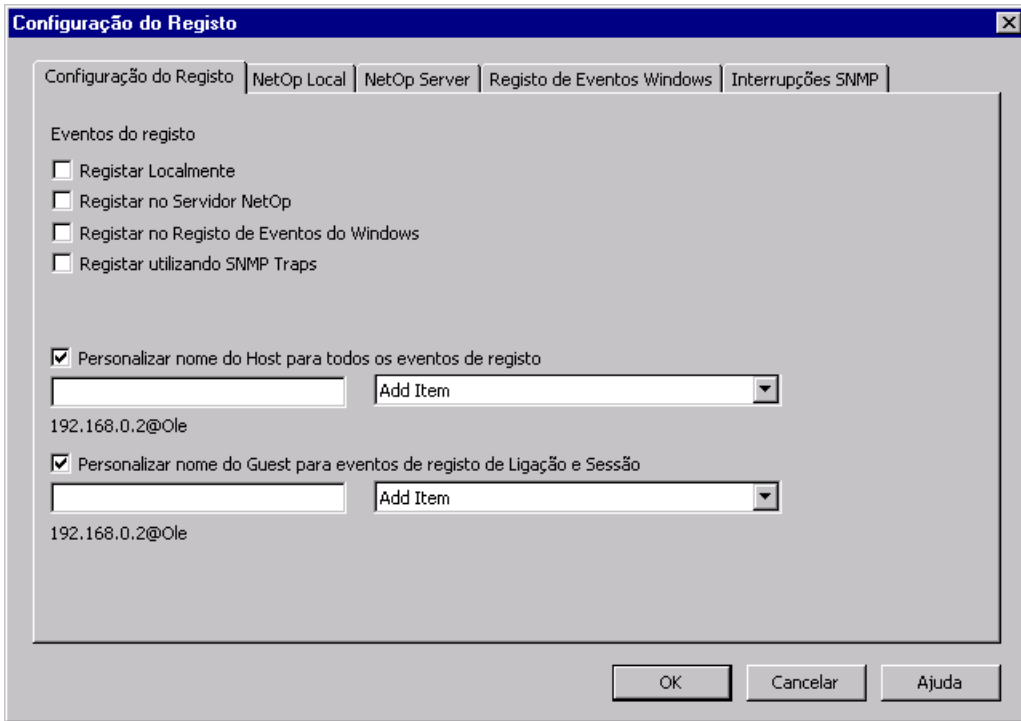 Configuração do Registo
Configuração do Registo NetOp Local NetOp Server Registo de Eventos Windows Interrupções SNMP
Eventos do registo
Registar Localmente
Registar no Servidor NetOp
Registar no Registo de Eventos do Windows
Registar utilizando SNMP Traps
Personalizar nome do Host para todos os eventos de registo
Add Item
192.168.0.2@Ole
Personalizar nome do Guest para eventos de registo de Ligação e Sessão
Add Item
192.168.0.2@Ole
OK Cancelar Ajuda